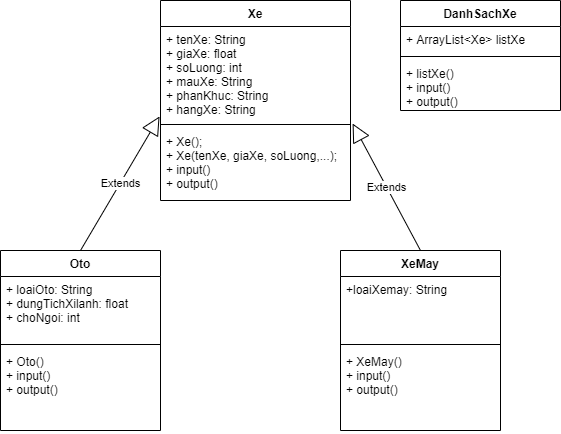 Xe
+ tenXe: String
+ giaXe: float
+ soLuong: int
+ mauXe: String
+ phanKhuc: String
+ hangXe: String
+ Xe();
+ Xe(tenXe, giaXe, soLuong,...);
+ input()
+ output()
DanhSachXe
+ ArrayList<Xe> listXe
+ listXe()
+ input()
+ output()
Extends
Extends
Oto
+ loaiOto: String
+ dungTichXilanh: float
+ choNgoi: int
+ Oto()
+ input()
+ output()
XeMay
+loaiXemay: String
+ XeMay()
+ input()
+ output()